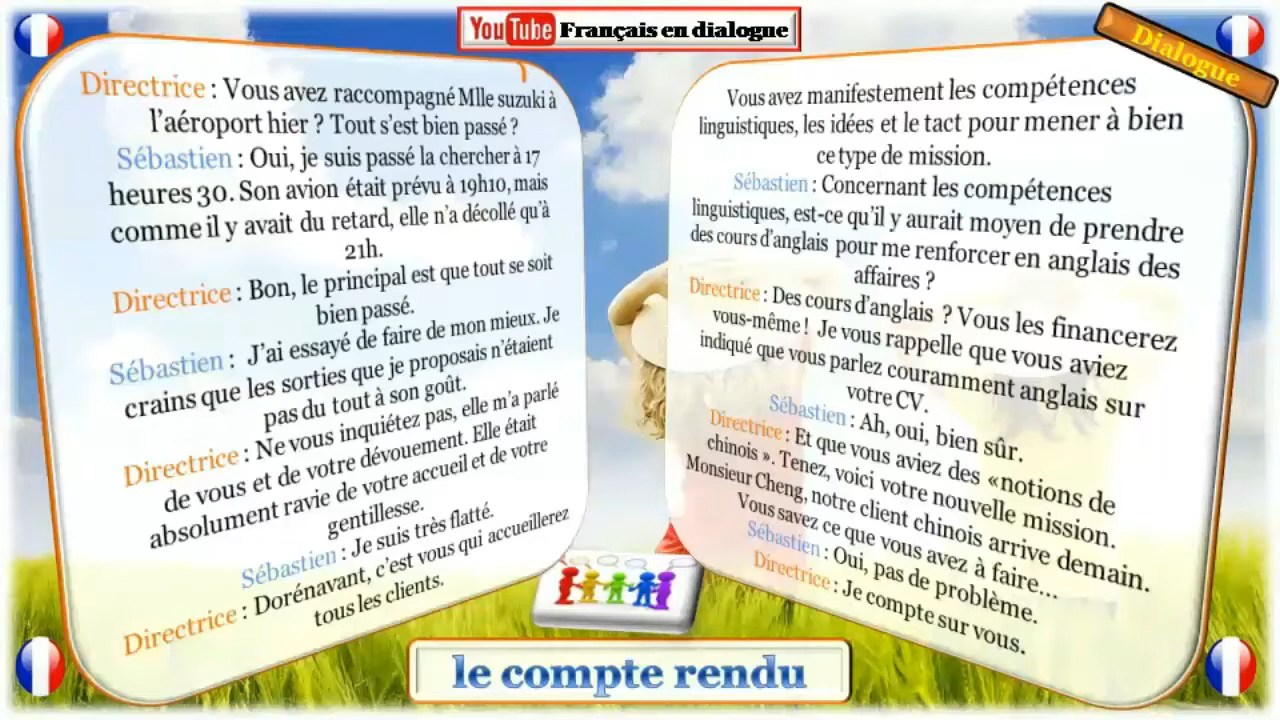 YouTube Français en dialogue
Dialogue
Directrice : Vous avez raccompagné Mlle suzuki à
l'aéroport hier ? Tout s'est bien passé ?
Sébastien : Oui, je suis passé la chercher à 17
heures 30. Son avion était prévu à 19h10, mais
comme il y avait du retard, elle n'a décollé qu'à
21h.
Directrice : Bon, le principal est que tout se soit
bien passé.
Sébastien : J'ai essayé de faire de mon mieux. Je
crains que les sorties que je proposais n'étaient
pas du tout à son goût.
Directrice : Ne vous inquiétez pas, elle m'a parlé
de vous et de votre dévouement. Elle était
absolument ravie de votre accueil et de votre
gentillesse.
Sébastien : Je suis très flatté.
Directrice : Dorénavant, c'est vous qui accueillerez
tous les clients.
Vous avez manifestement les compétences
linguistiques, les idées et le tact pour mener à bien
ce type de mission.
Sébastien : Concernant les compétences
linguistiques, est-ce qu'il y aurait moyen de prendre
des cours d'anglais pour me renforcer en anglais des
affaires ?
Directrice : Des cours d'anglais ? Vous les financerez
vous-même ! Je vous rappelle que vous aviez
indiqué que vous parlez couramment anglais sur
votre CV.
Sébastien : Ah, oui, bien sûr.
Directrice : Et que vous aviez des «notions de
chinois ». Tenez, voici votre nouvelle mission.
Monsieur Cheng, notre client chinois arrive demain.
Vous savez ce que vous avez à faire...
Sébastien : Oui, pas de problème.
Directrice : Je compte sur vous.
le compte rendu